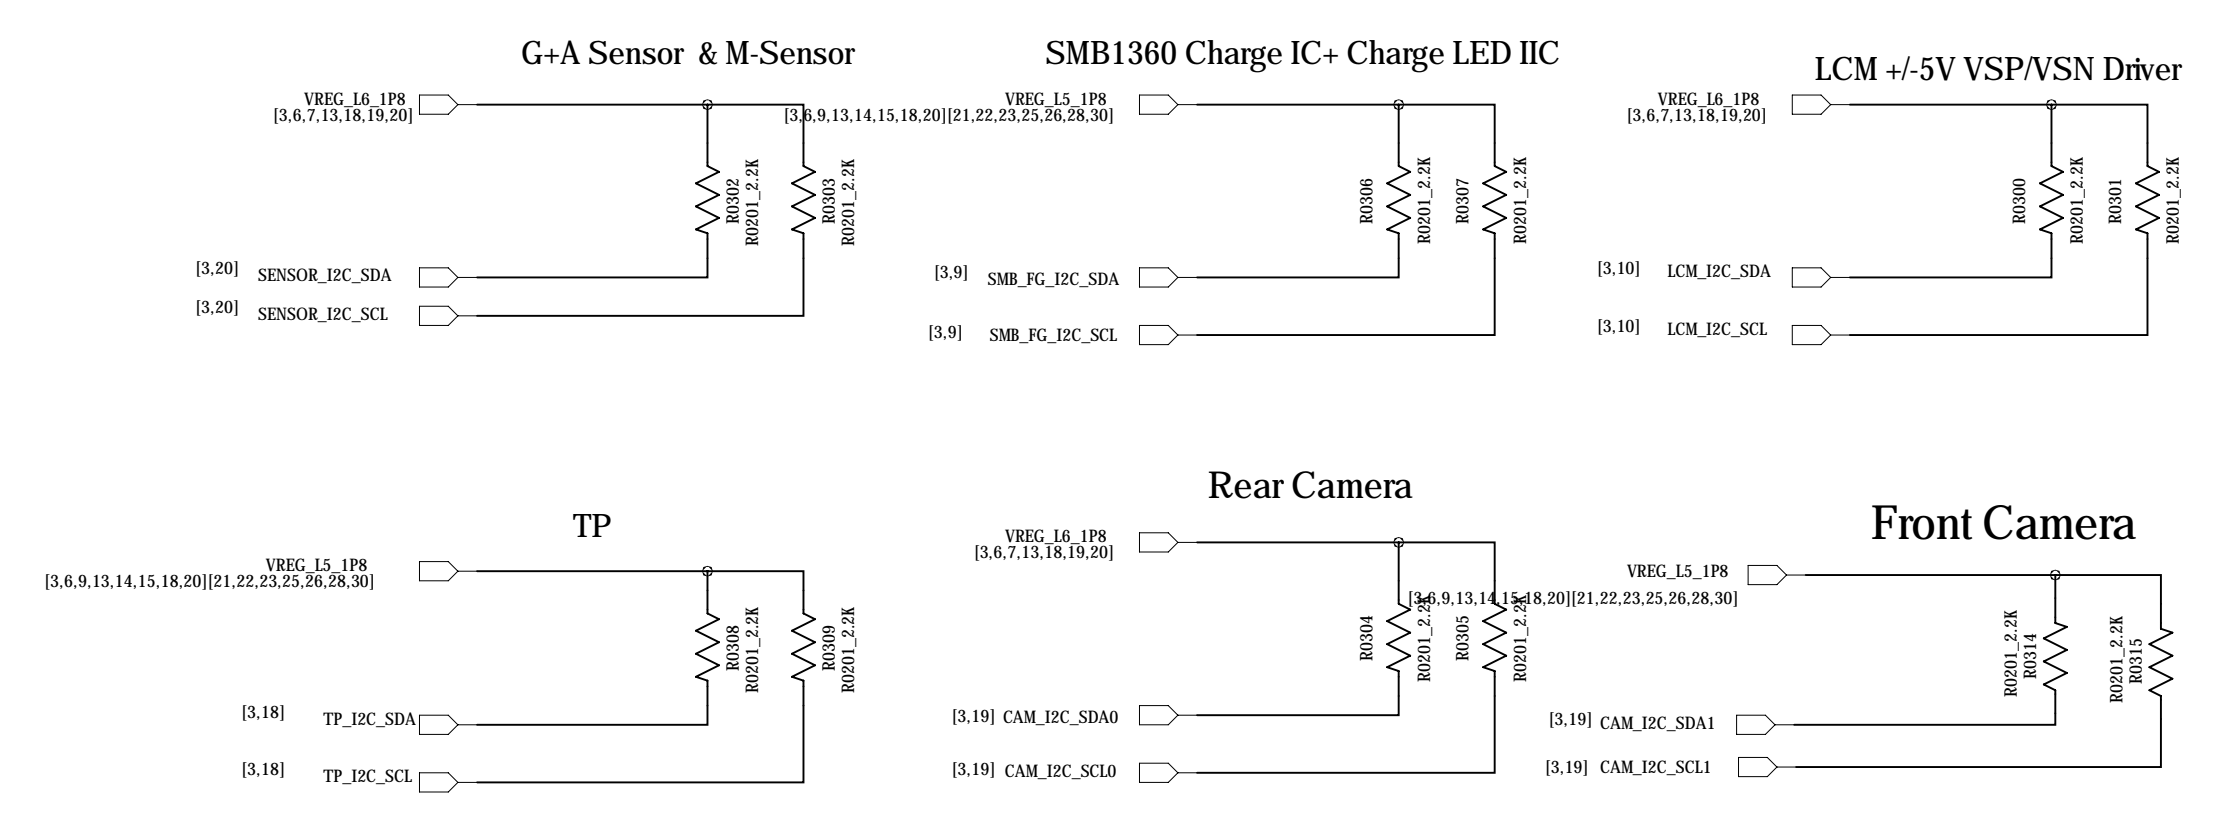 G+A Sensor & M-Sensor
VREG_L6_1P8
[3,6,7,13,18,19,20]
R0302
R0201_2.2K
R0303
R0201_2.2K
[3,20] SENSOR_I2C_SDA
[3,20] SENSOR_I2C_SCL
SMB1360 Charge IC+ Charge LED IIC
VREG_L5_1P8
[3,6,9,13,14,15,18,20][21,22,23,25,26,28,30]
R0306
R0201_2.2K
R0307
R0201_2.2K
[3,9] SMB_FG_I2C_SDA
[3,9] SMB_FG_I2C_SCL
LCM +/-5V VSP/VSN Driver
VREG_L6_1P8
[3,6,7,13,18,19,20]
R0300
R0201_2.2K
R0301
R0201_2.2K
[3,10] LCM_I2C_SDA
[3,10] LCM_I2C_SCL
TP
VREG_L5_1P8
[3,6,9,13,14,15,18,20][21,22,23,25,26,28,30]
R0308
R0201_2.2K
R0309
R0201_2.2K
[3,18] TP_I2C_SDA
[3,18] TP_I2C_SCL
Rear Camera
VREG_L6_1P8
[3,6,7,13,18,19,20]
R0304
R0201_2.2K
R0305
R0201_2.2K
[3,19] CAM_I2C_SDA0
[3,19] CAM_I2C_SCL0
Front Camera
VREG_L5_1P8
[3,6,9,13,14,15,18,20][21,22,23,25,26,28,30]
R0201_2.2K
R0314
R0201_2.2K
R0315
[3,19] CAM_I2C_SDA1
[3,19] CAM_I2C_SCL1